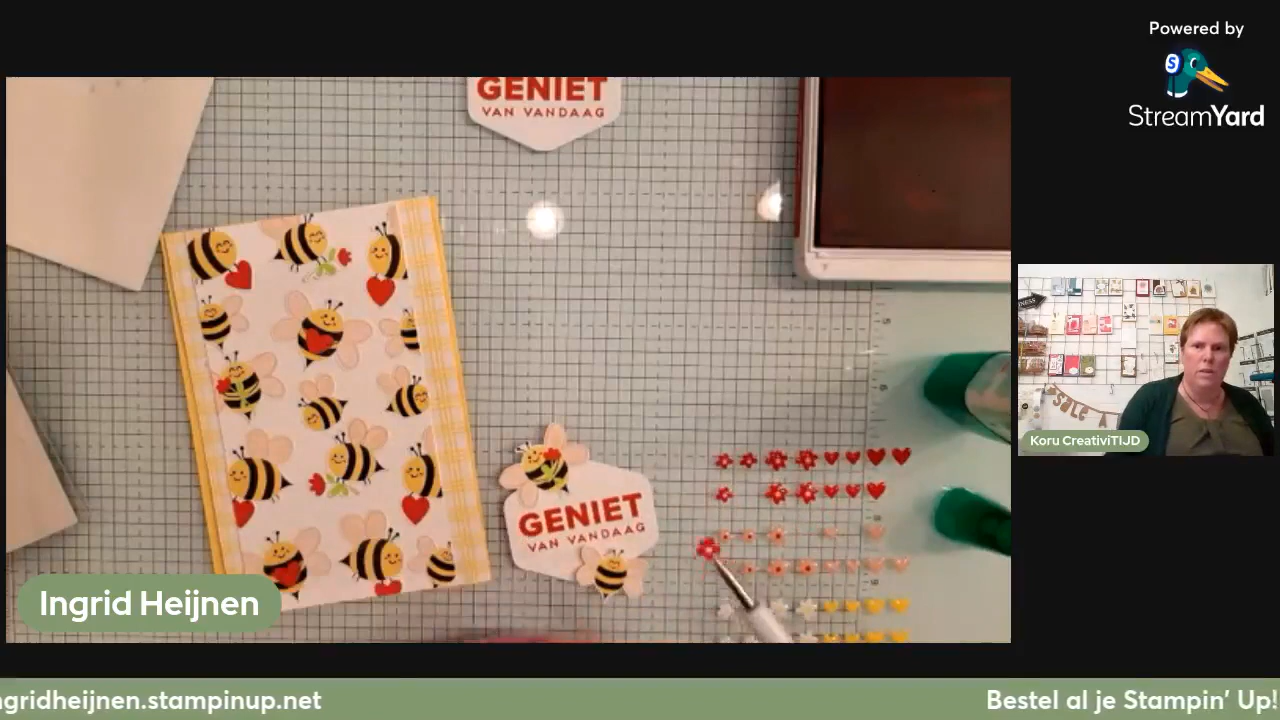 Powered by
S
StreamYard
GENIET
VAN VANDAAG
GENIET
VAN VANDAAG
SALE A
Koru CreativiTIJD
Ingrid Heijnen
ngridheijnen.stampinup.net
Bestel al je Stampin' Up!